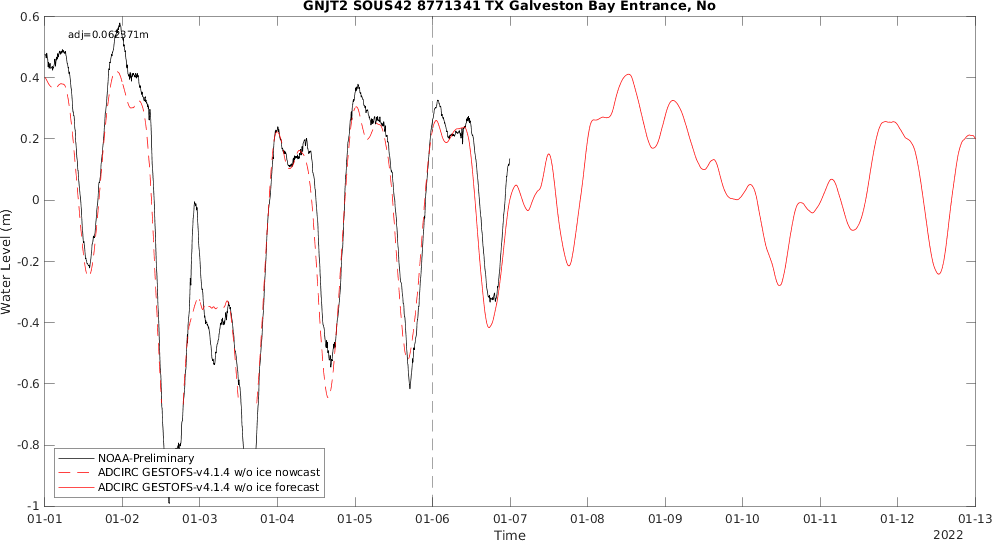 GNJT2 SOUS42 8771341 TX Galveston Bay Entrance, No
adj=0.062371m
0.6
0.4
0.2
0
-0.2
-0.4
-0.6
-0.8
-1
Water Level (m)
NOAA-Preliminary
ADCIRC GESTOFS-v4.1.4 w/o ice nowcast
ADCIRC GESTOFS-v4.1.4 w/o ice forecast
01-01 01-02 01-03 01-04 01-05 01-06 01-07 01-08 01-09 01-10 01-11 01-12 01-13
Time
2022